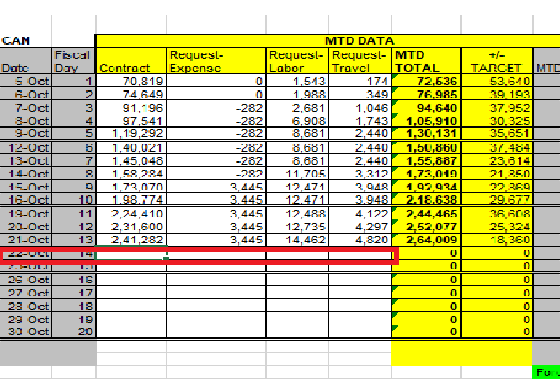 CAN MTD DATA
Fiscal Request- Request- Request- MTD +/-
Date Day Contract Expense Labor Travel TOTAL TARGET MTD
5-Oct 1 70,819 0 1,543 174 72,536 53,640
6-Oct 2 74,649 0 1,988 349 76,985 39,193
7-Oct 3 91,196 -282 2,681 1,046 94,640 37,952
8-Oct 4 97,541 -282 6,908 1,743 1,05,910 30,325
9-Oct 5 1,19,292 -282 8,681 2,440 1,30,131 35,651
12-Oct 6 1,40,021 -282 8,681 2,440 1,50,860 37,484
13-Oct 7 1,45,048 -282 8,681 2,440 1,55,887 23,614
14-Oct 8 1,58,284 -282 11,705 3,312 1,73,019 21,850
15-Oct 9 1,73,070 3,445 12,471 3,948 1,92,934 22,869
16-Oct 10 1,98,774 3,445 12,471 3,948 2,18,638 29,677
19-Oct 11 2,24,410 3,445 12,488 4,122 2,44,465 36,608
20-Oct 12 2,31,600 3,445 12,735 4,297 2,52,077 25,324
21-Oct 13 2,41,282 3,445 14,462 4,820 2,64,009 18,360
22-Oct 14 0 0
0 0
26-Oct 16 0 0
27-Oct 17 0 0
28-Oct 18 0 0
29-Oct 19 0 0
30-Oct 20 0 0